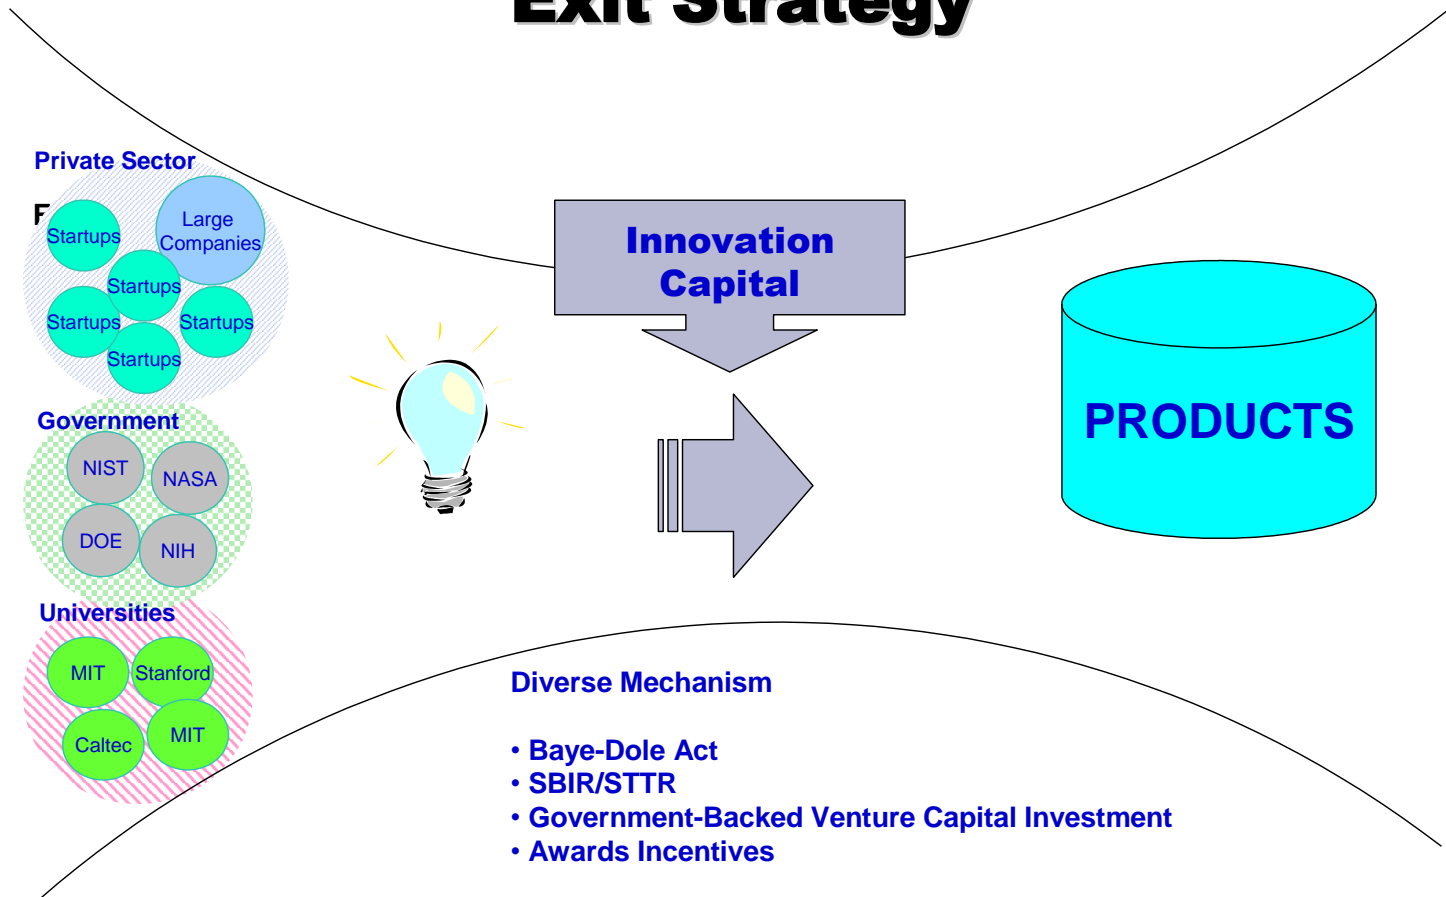 Exit Strategy
Private Sector
Startups
Large
Companies
Startups
Startups
Startups
Startups
Innovation
Capital
PRODUCTS
Government
NIST
NASA
DOE
NIH
Universities
MIT
Stanford
Caltec
MIT
Diverse Mechanism
• Baye-Dole Act
• SBIR/STTR
• Government-Backed Venture Capital Investment
• Awards Incentives